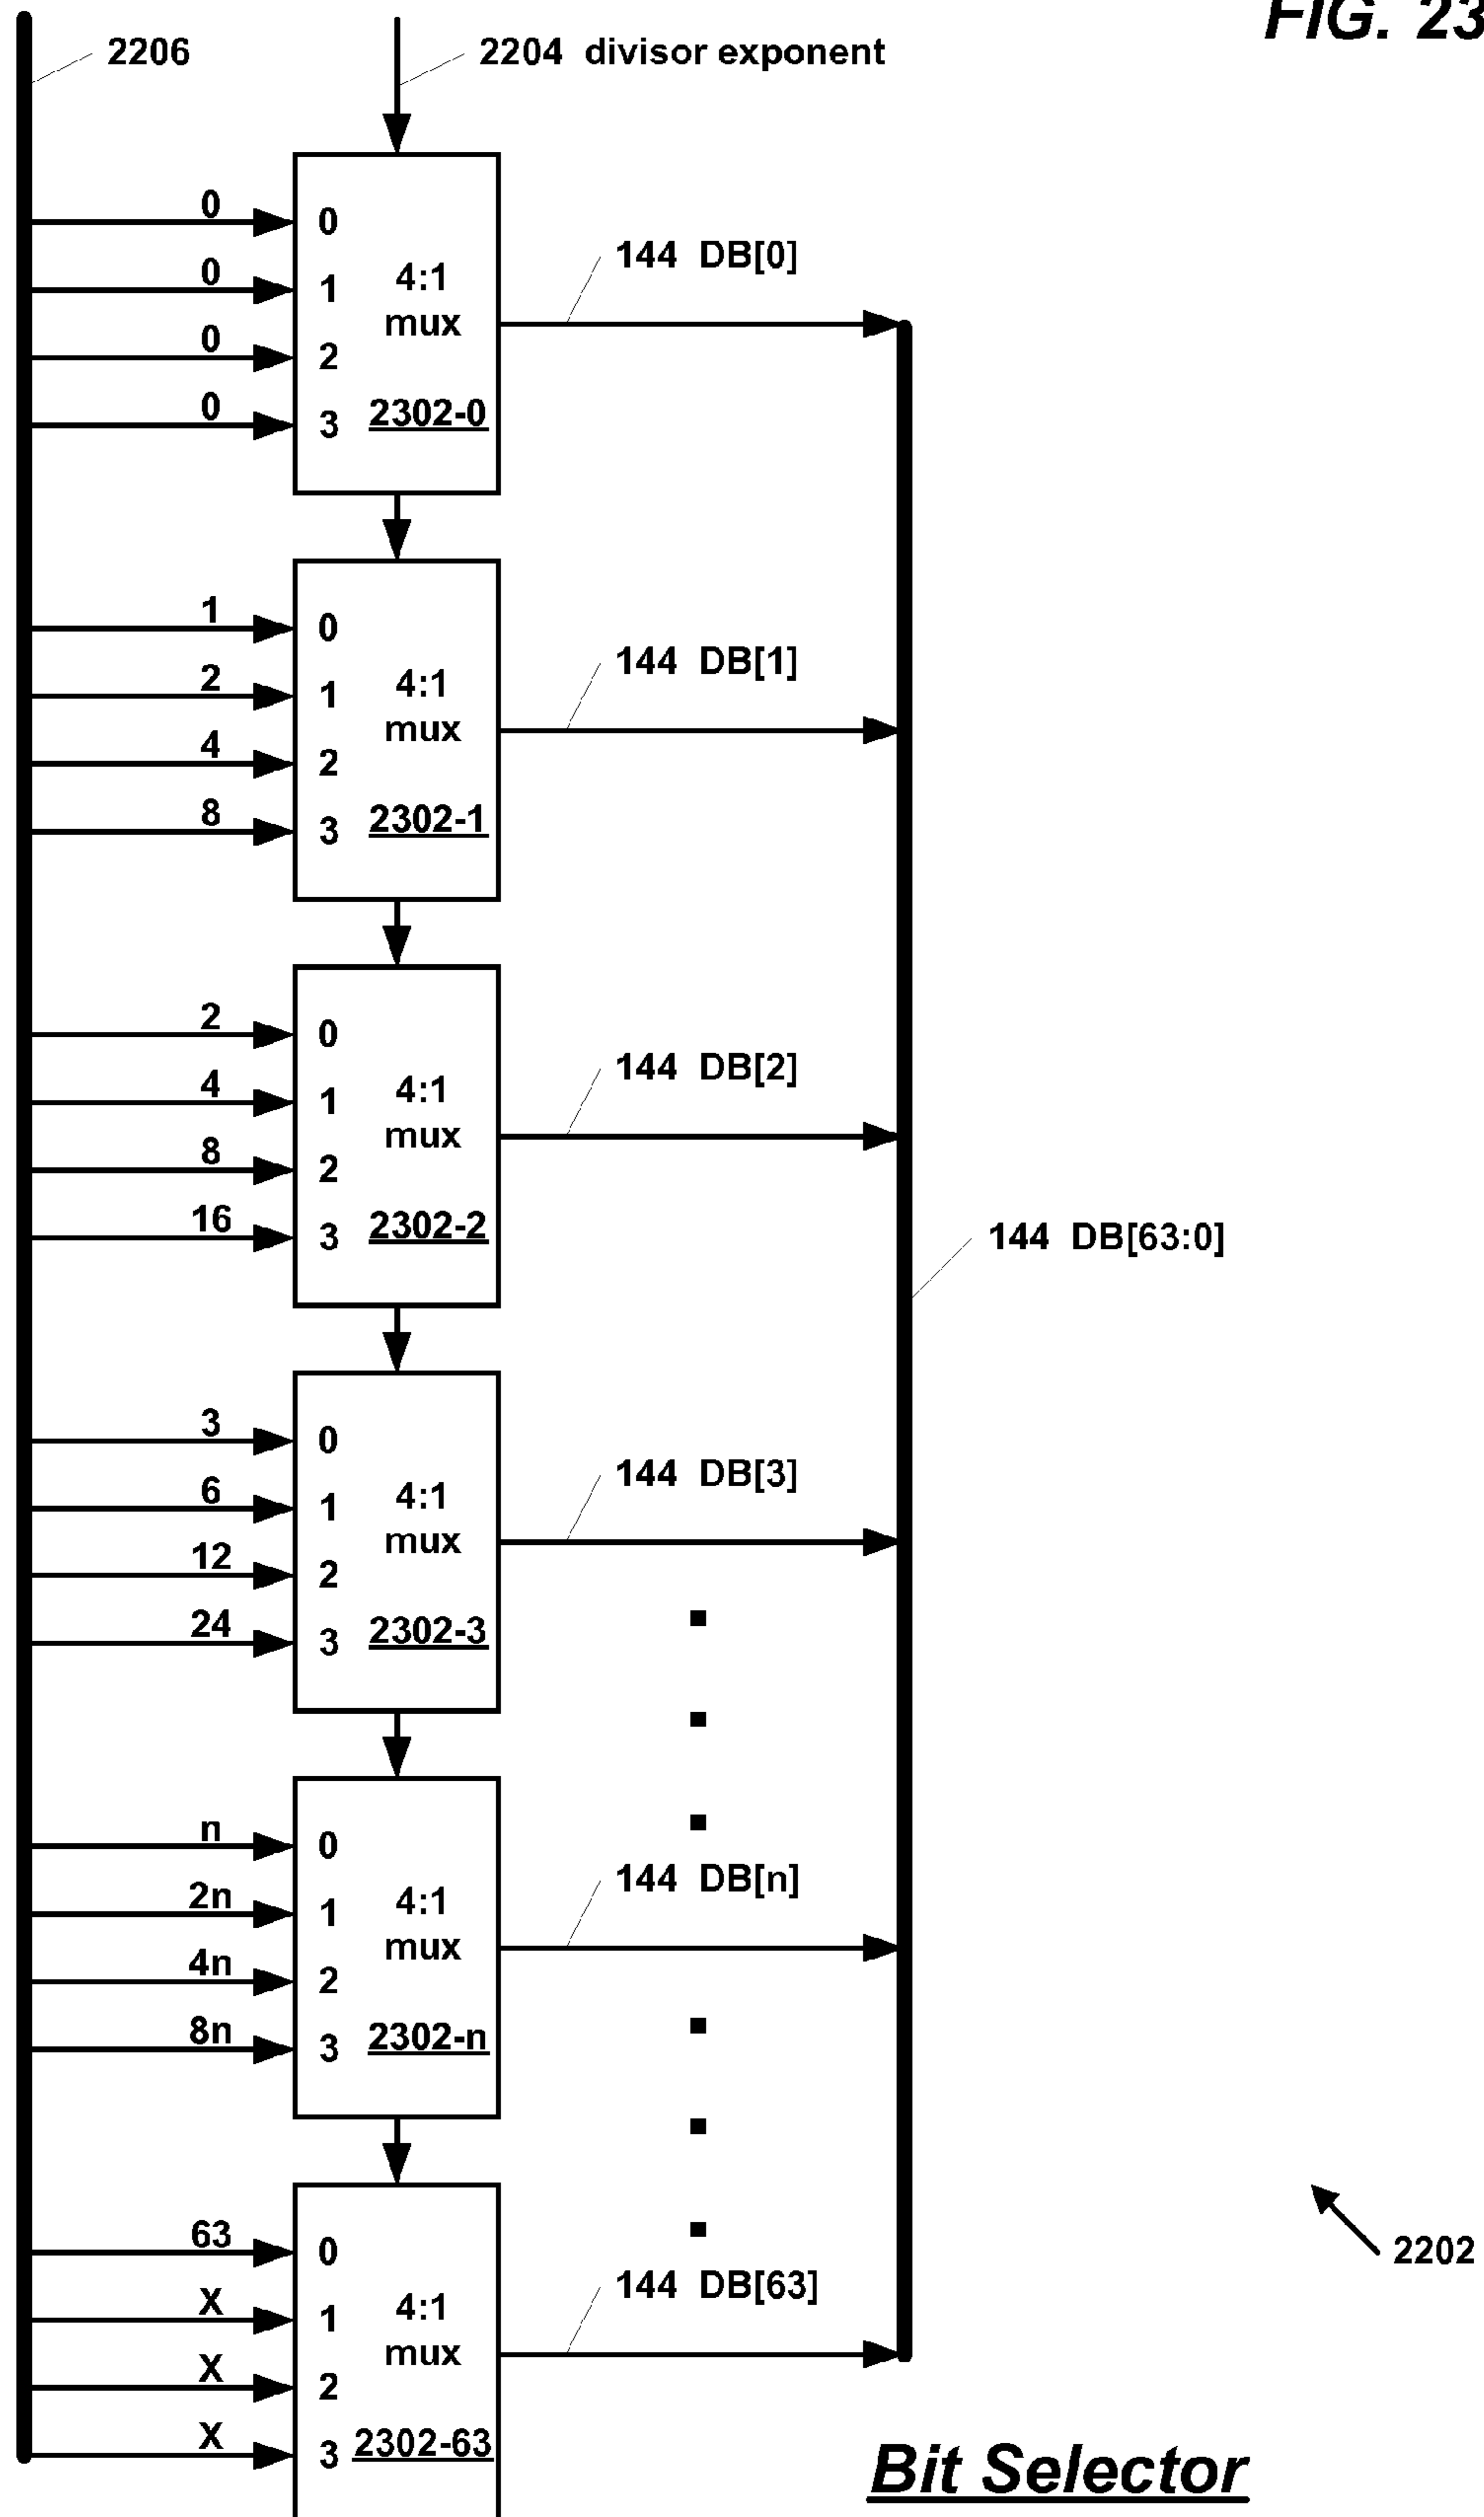 FIG. 23
2206
2204 divisor exponent
0
0
0
0
0
1
2
3
4:1
mux
2302-0
144 DB[0]
1
2
4
8
0
1
2
3
4:1
mux
2302-1
144 DB[1]
2
4
8
16
0
1
2
3
4:1
mux
2302-2
144 DB[2]
144 DB[63:0]
3
6
12
24
0
1
2
3
4:1
mux
2302-3
144 DB[3]
n
2n
4n
8n
0
1
2
3
4:1
mux
2302-n
144 DB[n]
63
X
X
X
0
1
2
3
4:1
mux
2302-63
144 DB[63]
2202
Bit Selector